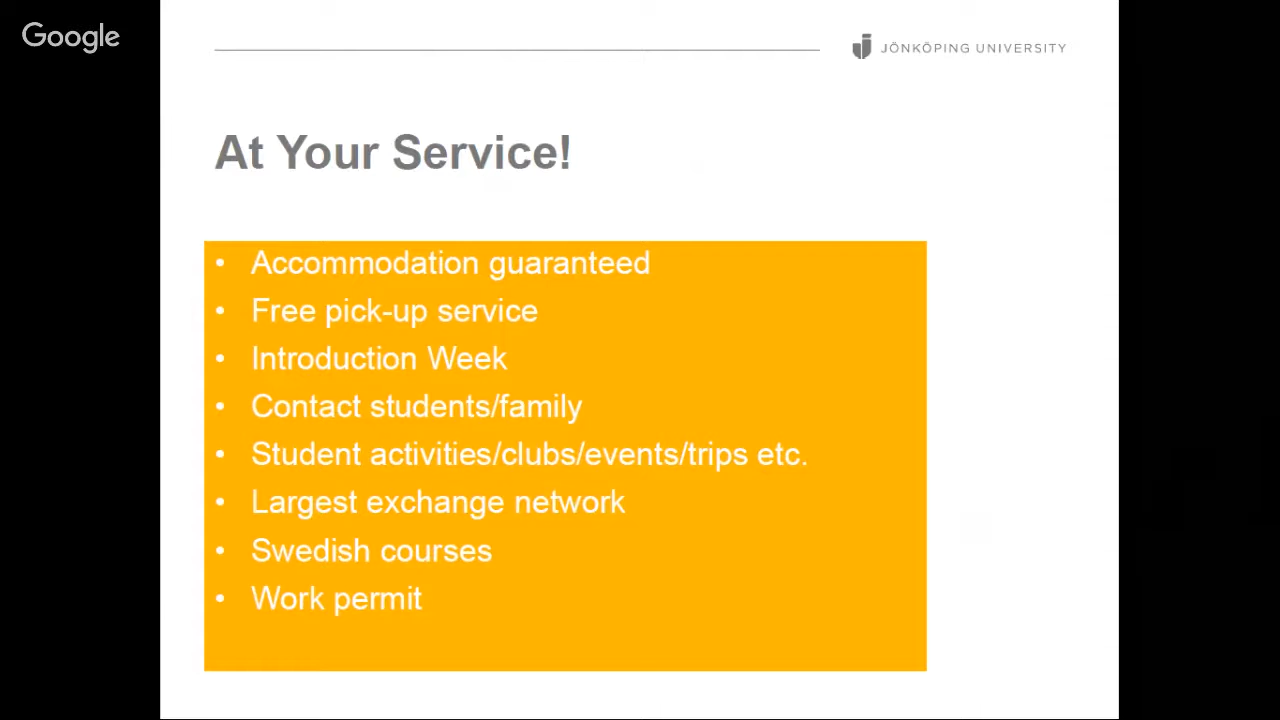 Google
JÖNKÖPING UNIVERSITY
At Your Service!
• Accommodation guaranteed
• Free pick-up service
• Introduction Week
• Contact students/family
• Student activities/clubs/events/trips etc.
• Largest exchange network
• Swedish courses
• Work permit